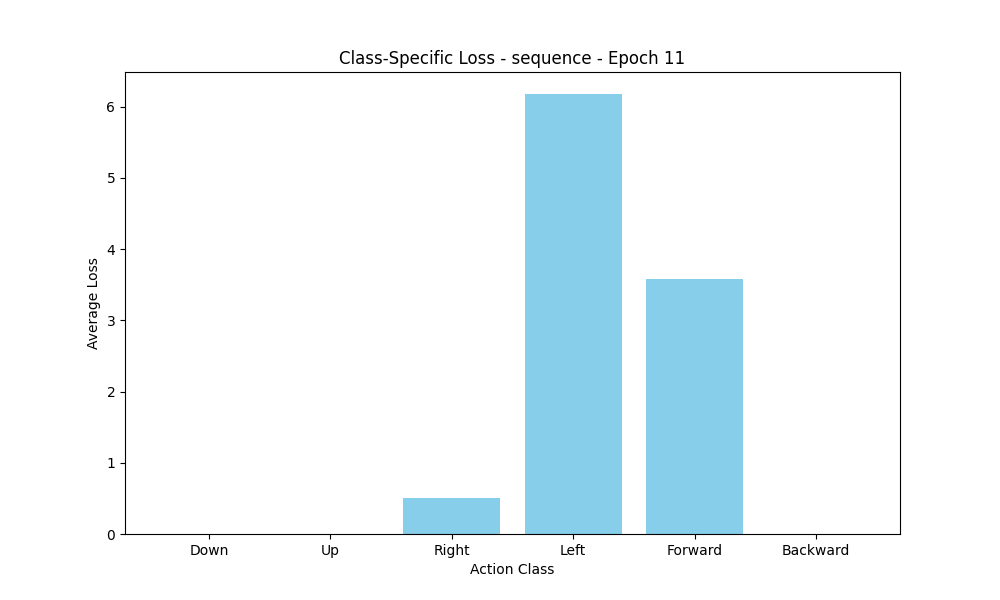 Class-Specific Loss - sequence - Epoch 11
6
5
4
3
2
1
0
Average Loss
Down Up Right Left Forward Backward
Action Class